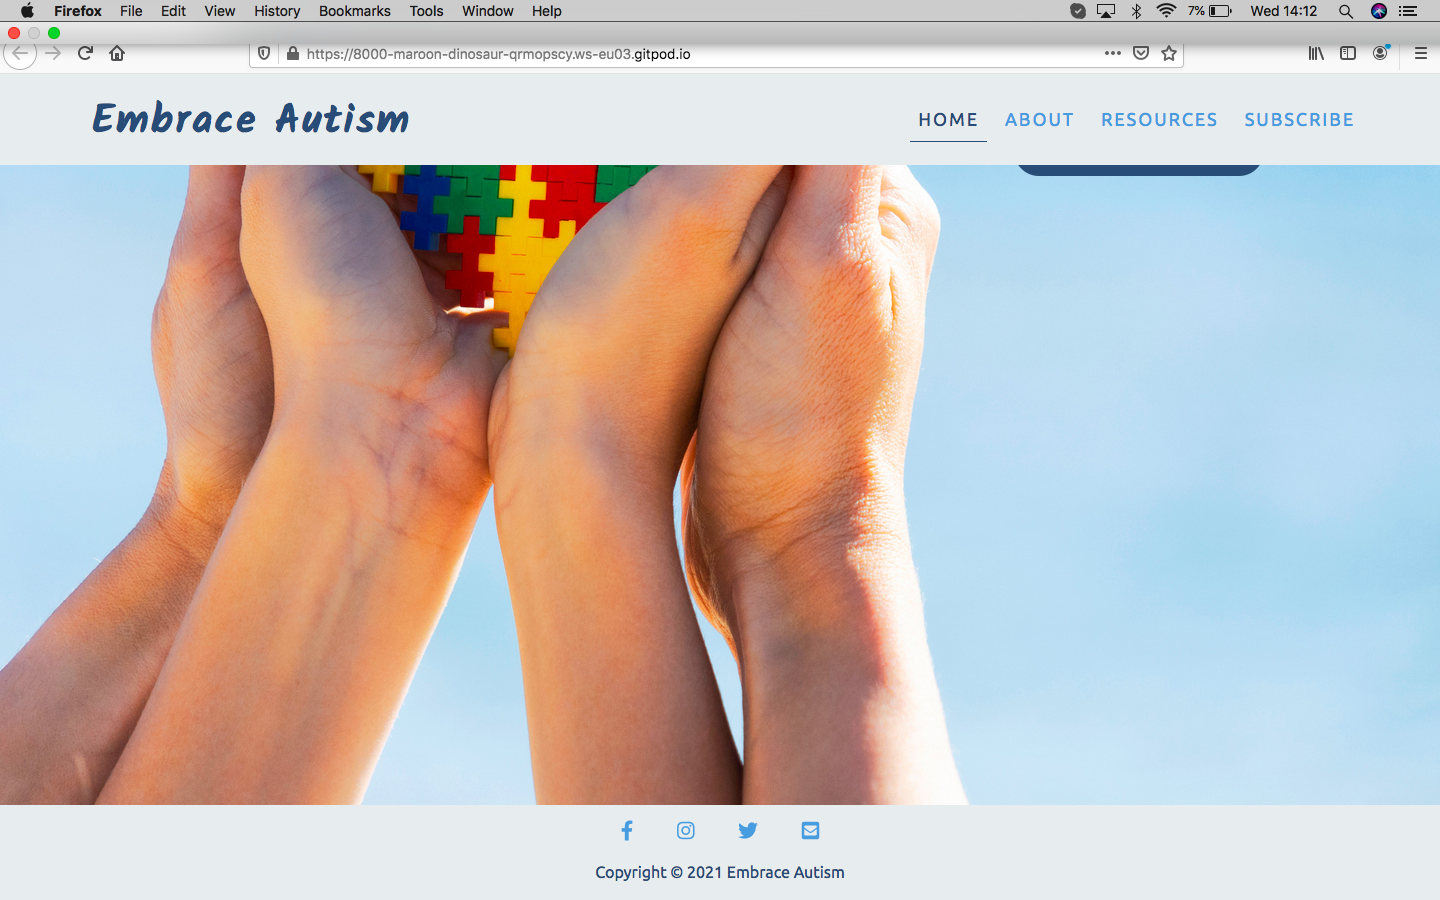 Firefox File Edit View History Bookmarks Tools Window Help 7% Wed 14:12
https://8000-maroon-dinosaur-qrmopscy.ws-eu03.gitpod.io
Embrace Autism HOME ABOUT RESOURCES SUBSCRIBE
Copyright © 2021 Embrace Autism